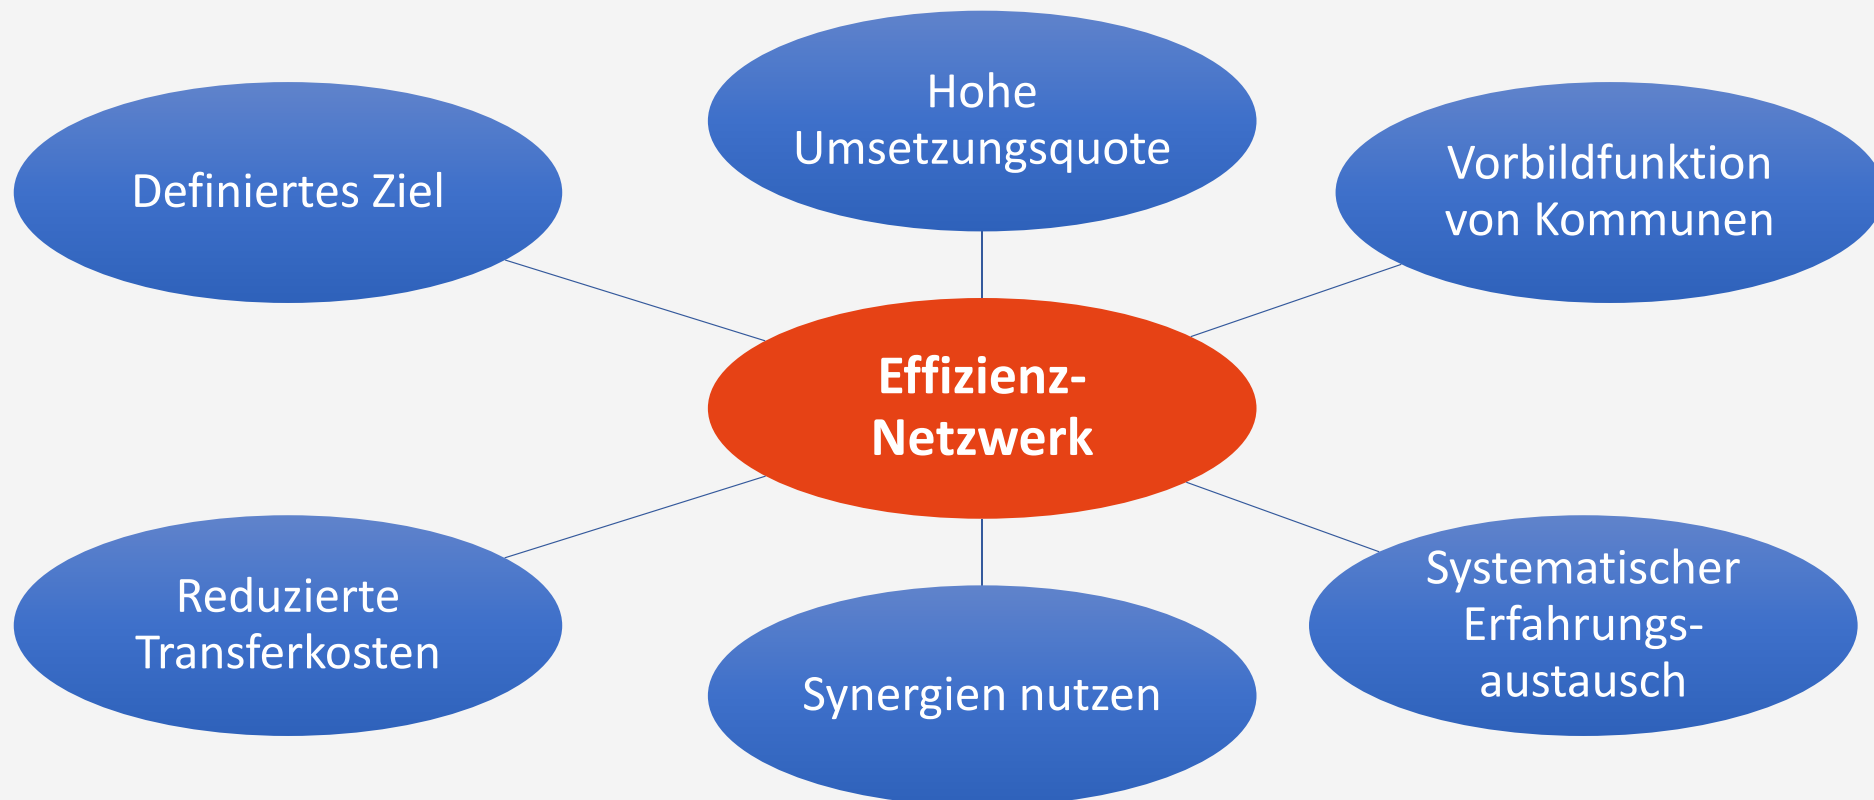 Hohe
Umsetzungsquote
Definiertes Ziel
Vorbildfunktion
von Kommunen
Effizienz-
Netzwerk
Reduzierte
Transferkosten
Synergien nutzen
Systematischer
Erfahrungs-
austausch